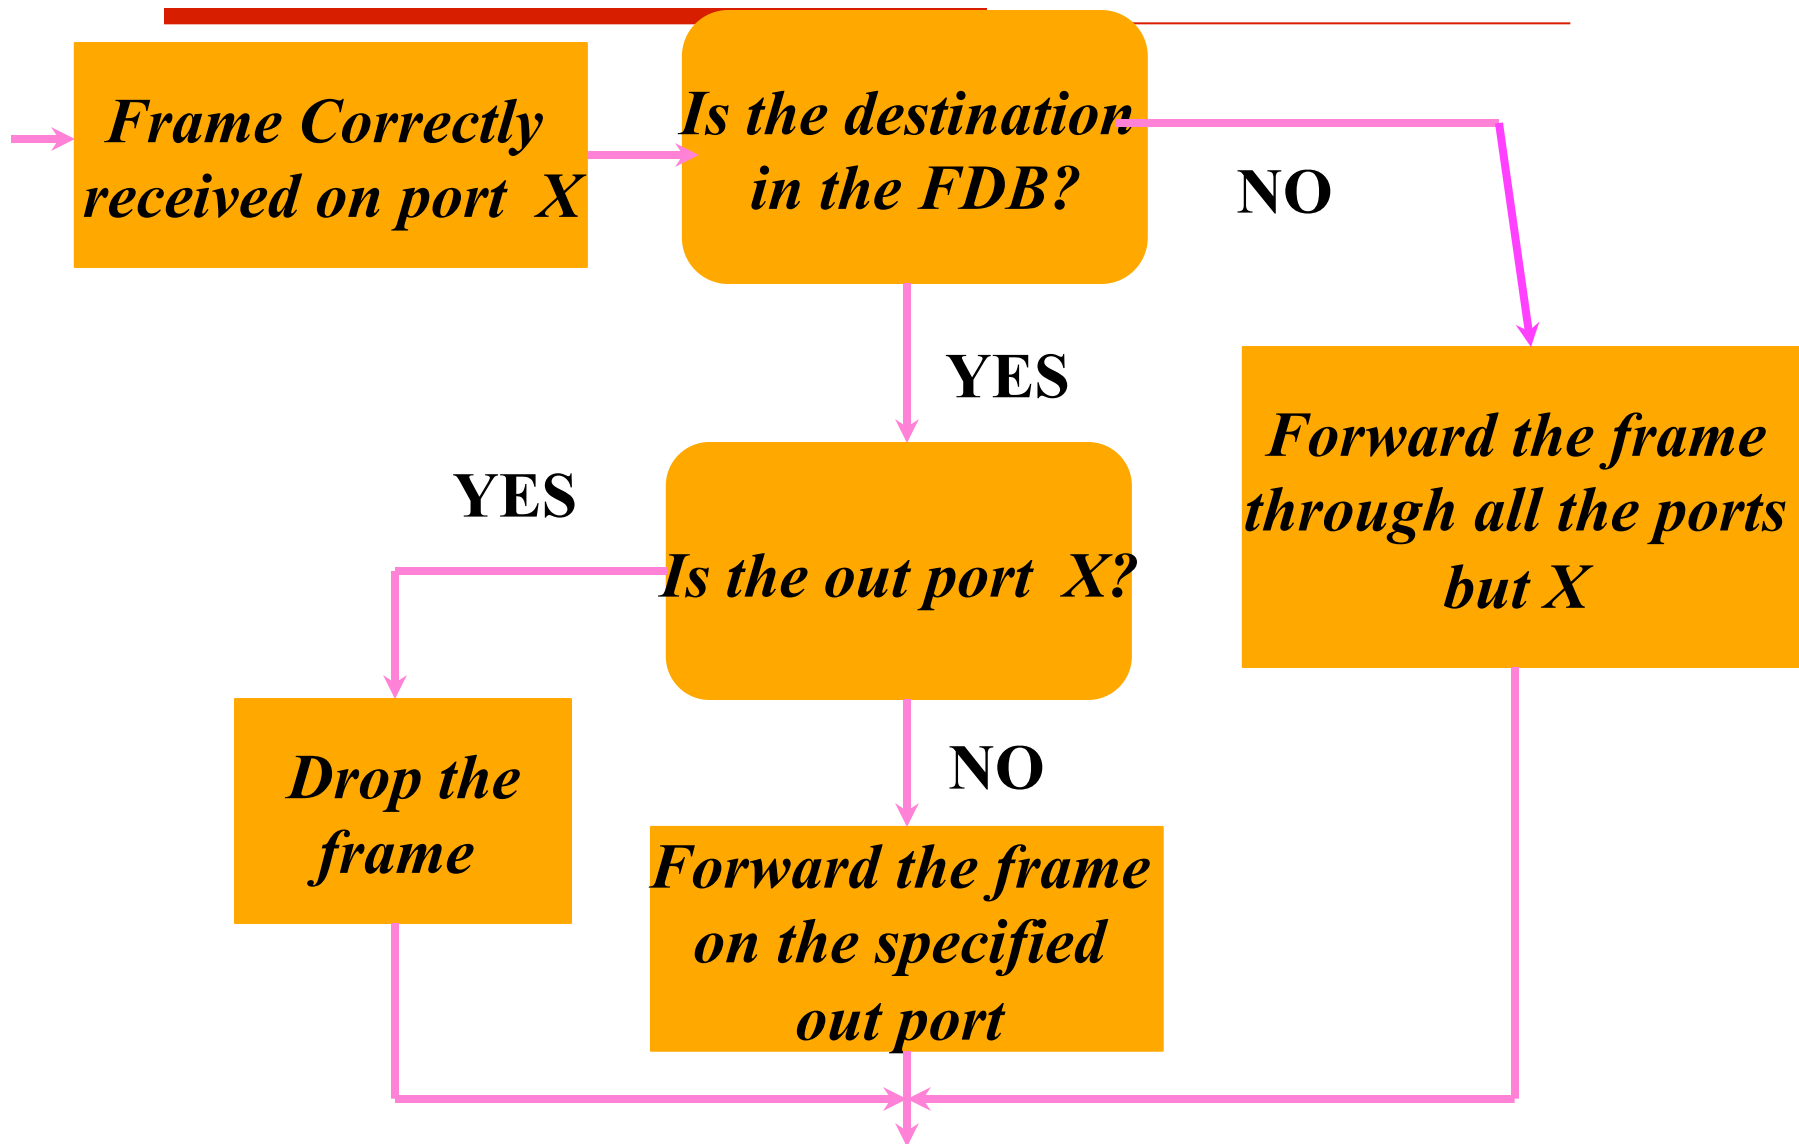 Frame Correctly
received on port X
Is the destination
in the FDB?
NO
YES
Forward the frame
through all the ports
but X
YES
Is the out port X?
Drop the
frame
NO
Forward the frame
on the specified
out port